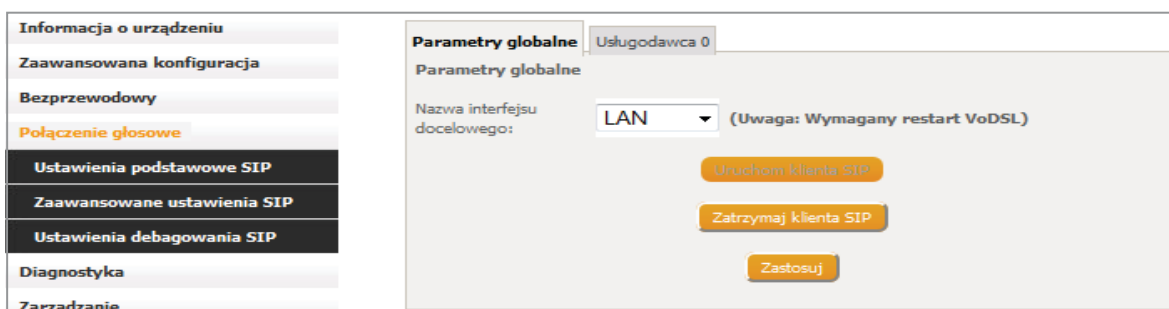 Informacja o urządzeniu
Zaawansowana konfiguracja
Bezprzewodowy
Połączenie głosowe
Ustawienia podstawowe SIP
Zaawansowane ustawienia SIP
Ustawienia debagowania SIP
Diagnostyka
Zarządzanie
Parametry globalne
Usługodawca 0
Parametry globalne
Nazwa interfejsu
docelowego:
LAN
(Uwaga: Wymagany restart VoDSL)
Uruchom klienta SIP
Zatrzymaj klienta SIP
Zastosuj